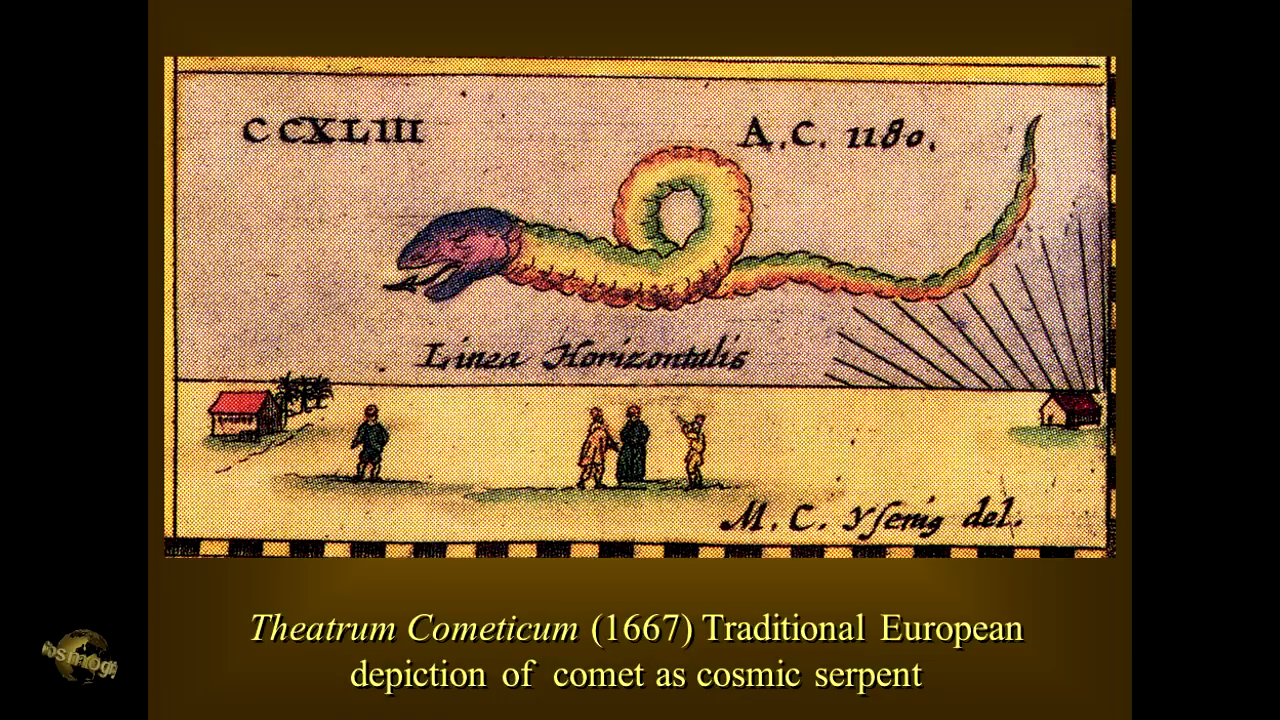 CCXLIII
A.C. 1180.
Linea Horizontalis
M. C. Yſenig del.
Theatrum Cometicum (1667) Traditional European
depiction of comet as cosmic serpent